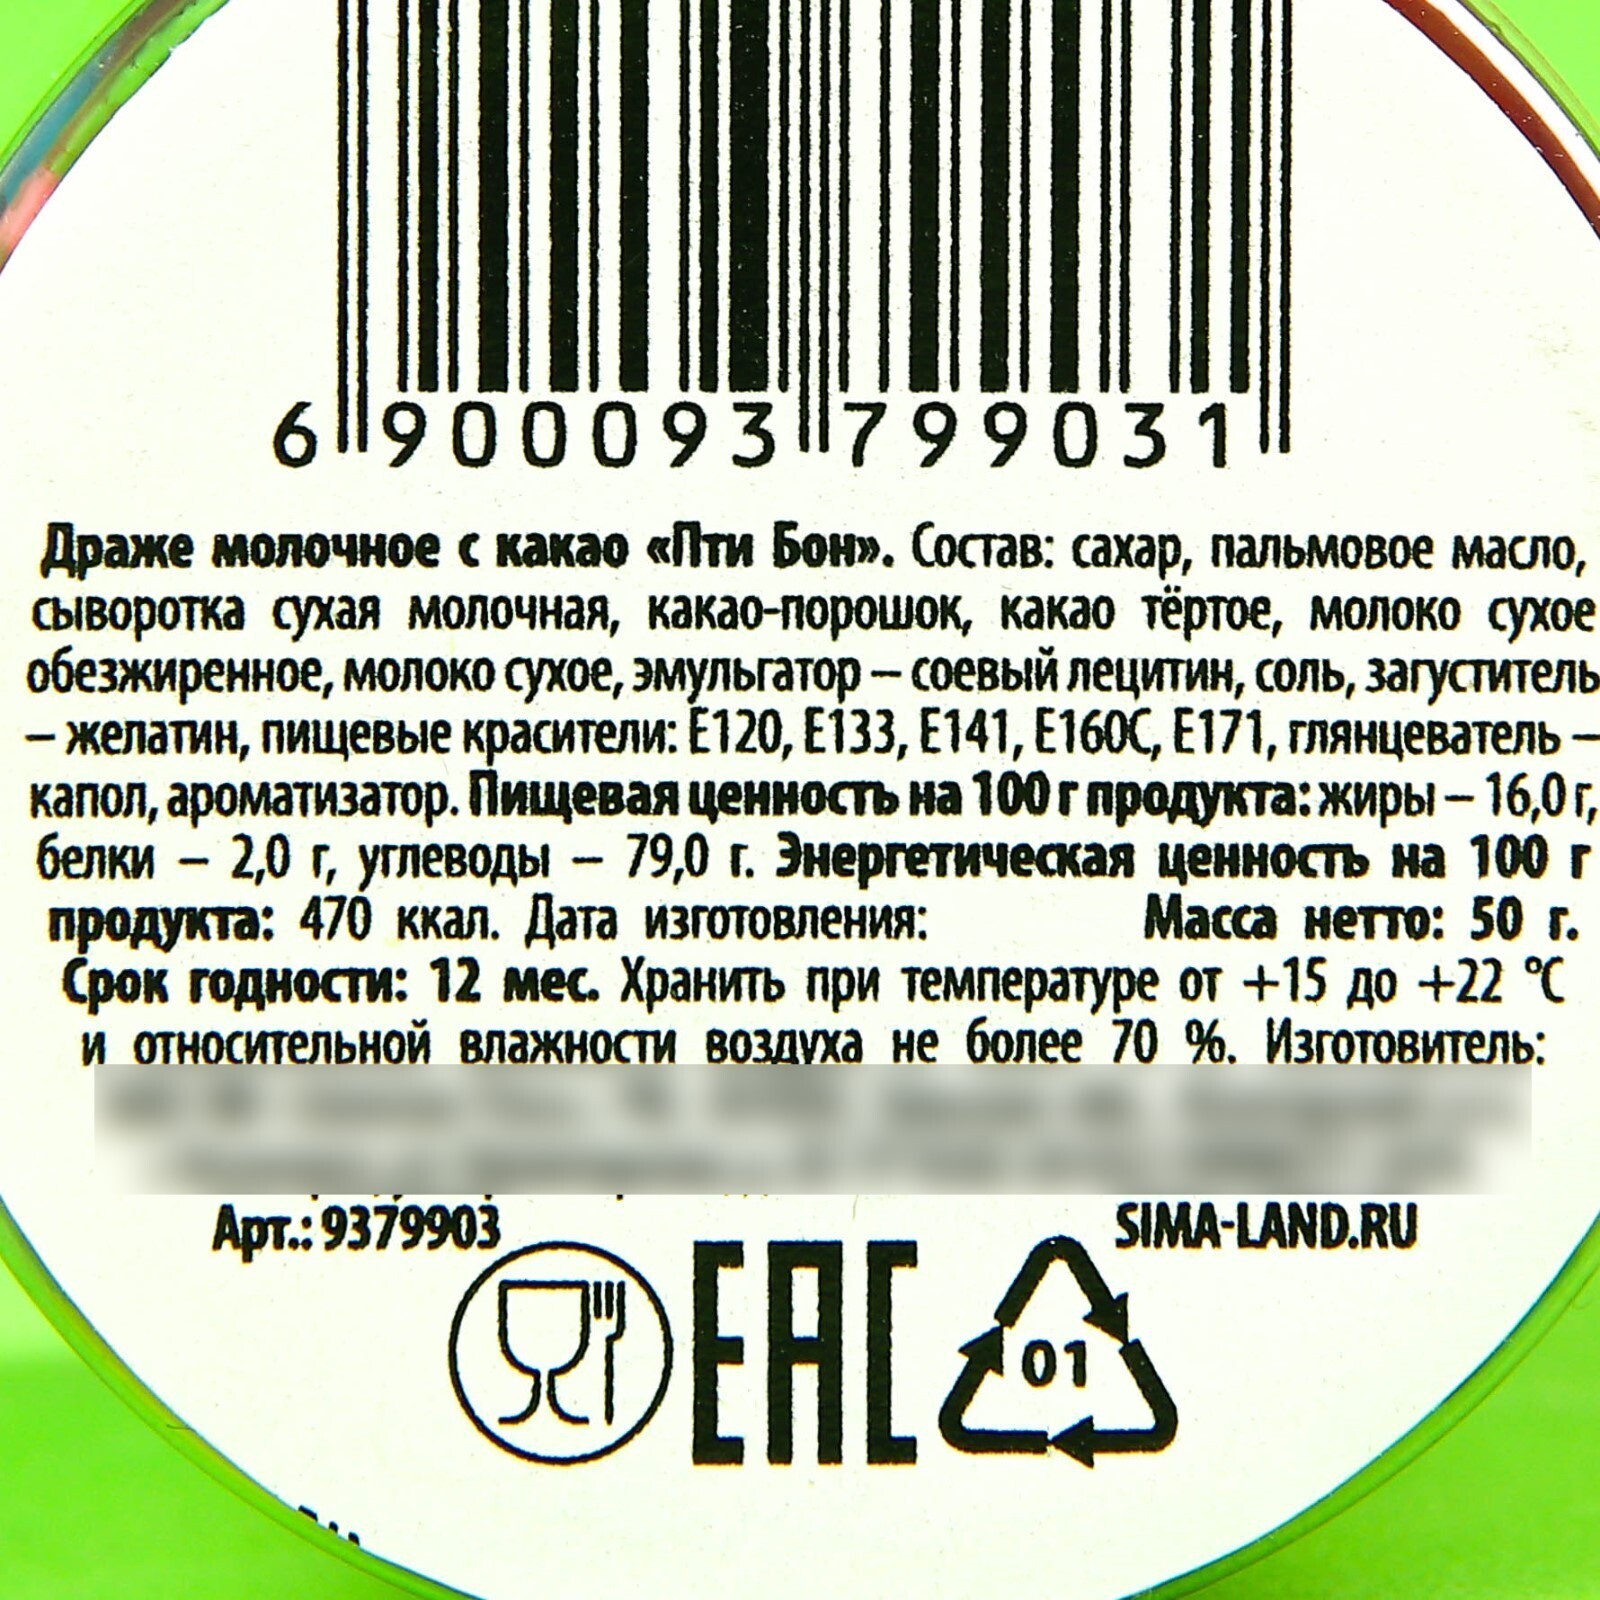 6 900093 799031
Драже молочное с какао «Пти Бон». Состав: сахар, пальмовое масло,
сыворотка сухая молочная, какао-порошок, какао тёртое, молоко сухое
обезжиренное, молоко сухое, эмульгатор – соевый лецитин, соль, загуститель
– желатин, пищевые красители: Е120, Е133, Е141, Е160С, Е171, глянцеватель –
капол, ароматизатор. Пищевая ценность на 100 г продукта: жиры – 16,0 г,
белки – 2,0 г, углеводы – 79,0 г. Энергетическая ценность на 100 г
продукта: 470 ккал. Дата изготовления: Масса нетто: 50 г.
Срок годности: 12 мес. Хранить при температуре от +15 до +22 °C
и относительной влажности воздуха не более 70 %. Изготовитель:
Арт.: 9379903 SIMA-LAND.RU
EAC 01